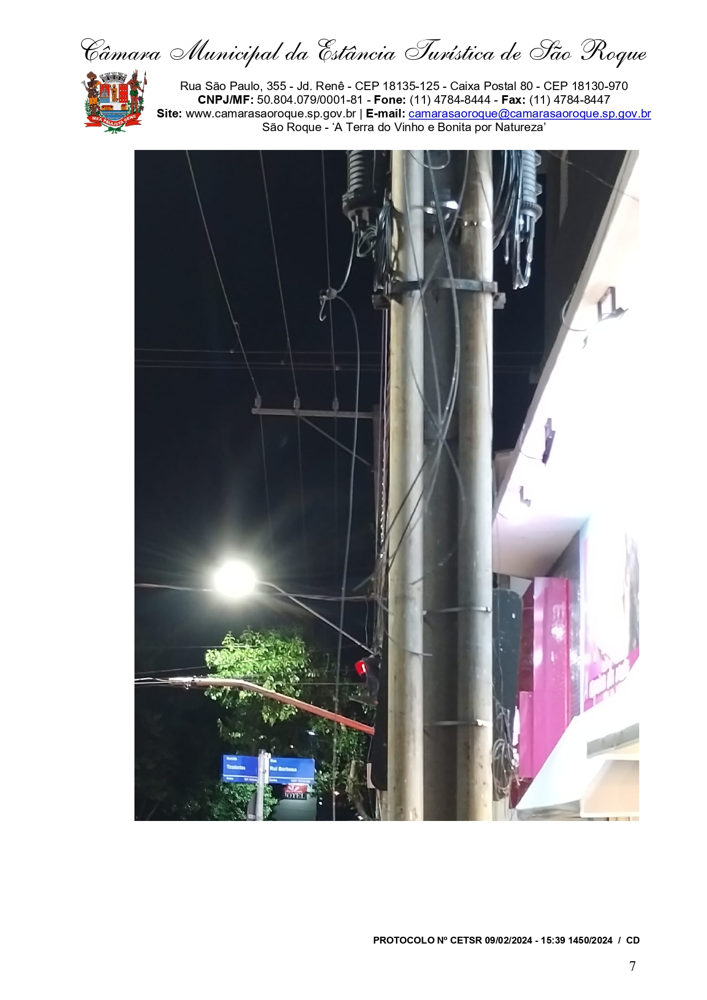 Câmara Municipal da Estância Turística de São Roque
Rua São Paulo, 355 - Jd. Renê - CEP 18135-125 - Caixa Postal 80 - CEP 18130-970
CNPJ/MF: 50.804.079/0001-81 - Fone: (11) 4784-8444 - Fax: (11) 4784-8447
Site: www.camarasaoroque.sp.gov.br | E-mail: camarasaoroque@camarasaoroque.sp.gov.br
São Roque - ‘A Terra do Vinho e Bonita por Natureza’
MEA PAULISTA GENS
Rua
Rui Barbosa
HOTEL
PROTOCOLO Nº CETSR 09/02/2024 - 15:39 1450/2024 / CD
7